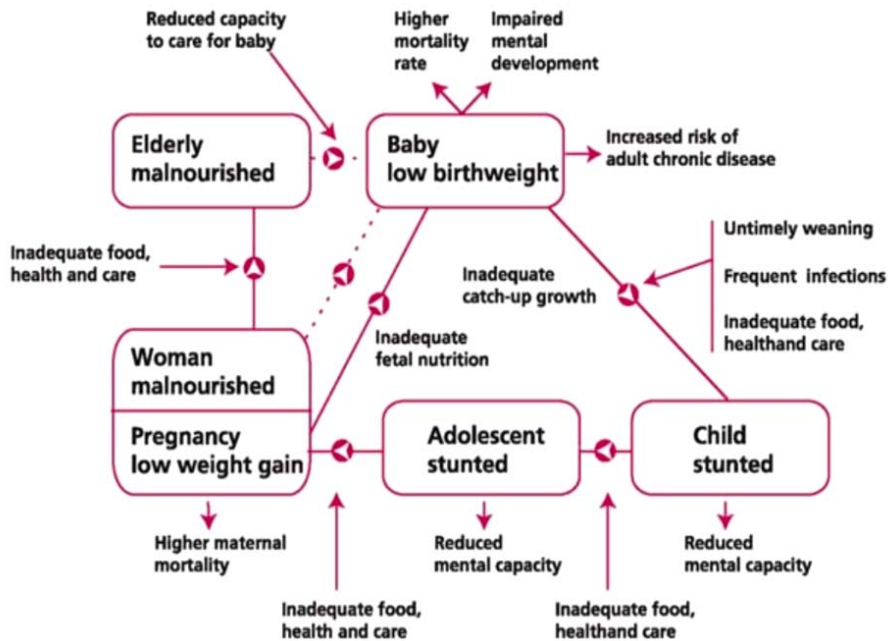 Reduced capacity
to care for baby
Higher
mortality
rate
Impaired
mental
development
Elderly
malnourished
Baby
low birthweight
Increased risk of
adult chronic disease
Inadequate food,
health and care
Untimely weaning
Frequent infections
Inadequate food,
healthand care
Inadequate
catch-up growth
Inadequate
fetal nutrition
Woman
malnourished
Pregnancy
low weight gain
Adolescent
stunted
Child
stunted
Higher maternal
mortality
Reduced
mental capacity
Reduced
mental capacity
Inadequate food,
health and care
Inadequate food,
healthand care